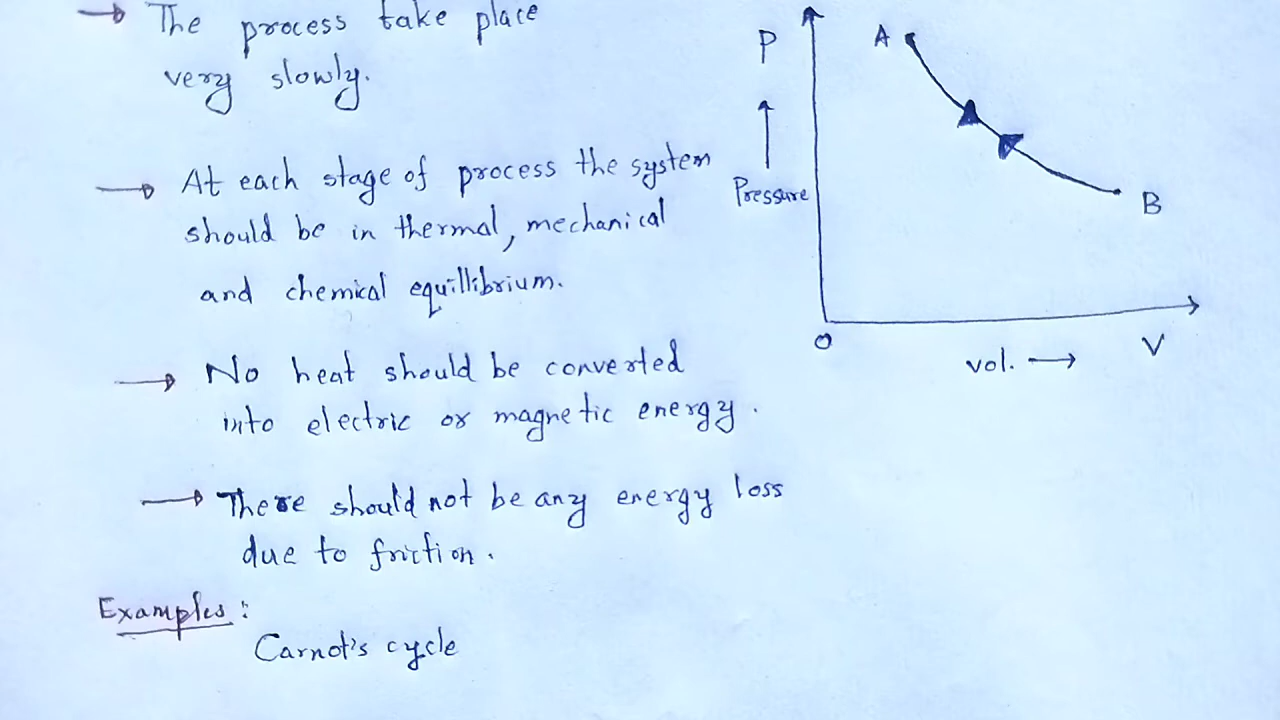 → The process take place
very slowly.
→ At each stage of process the system
should be in thermal, mechanical
and chemical equillibrium.
→ No heat should be converted
into electric or magnetic energy.
→ There should not be any energy loss
due to friction.
Examples:
Carnot's cycle
P
A
Pressure
B
O
vol. →
V